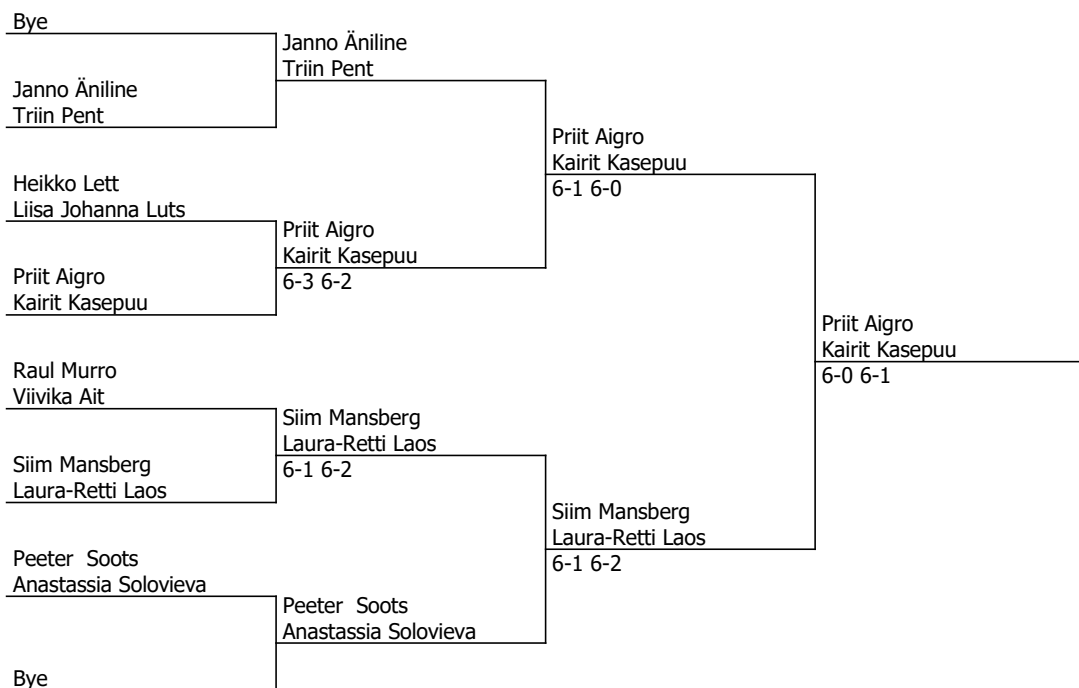 Bye
Janno Äniline
Triin Pent
Janno Äniline
Triin Pent
Priit Aigro
Kairit Kasepuu
6-1 6-0
Heikko Lett
Liisa Johanna Luts
Priit Aigro
Kairit Kasepuu
6-3 6-2
Priit Aigro
Kairit Kasepuu
Priit Aigro
Kairit Kasepuu
6-0 6-1
Raul Murro
Viivika Ait
Siim Mansberg
Laura-Retti Laos
6-1 6-2
Siim Mansberg
Laura-Retti Laos
Siim Mansberg
Laura-Retti Laos
6-1 6-2
Peeter  Soots
Anastassia Solovieva
Peeter  Soots
Anastassia Solovieva
Bye